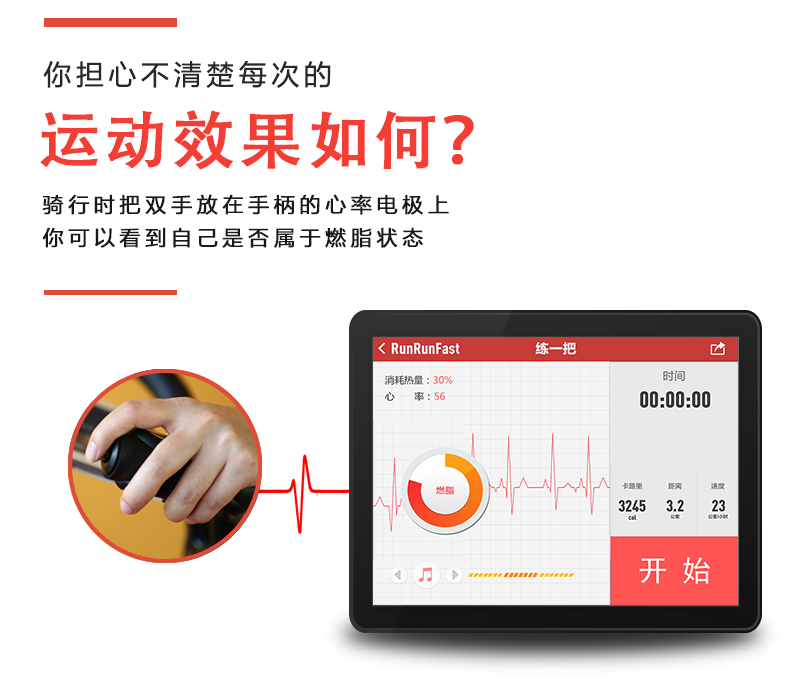 你担心不清楚每次的
运动效果如何?
骑行时把双手放在手柄的心率电极上
你可以看到自己是否属于燃脂状态
RunRunFast 练一把
消耗热量：30%
心 率：56
时间
00:00:00
燃脂
卡路里 距离 速度
3245 3.2 23
cal 公里 公里/小时
开始